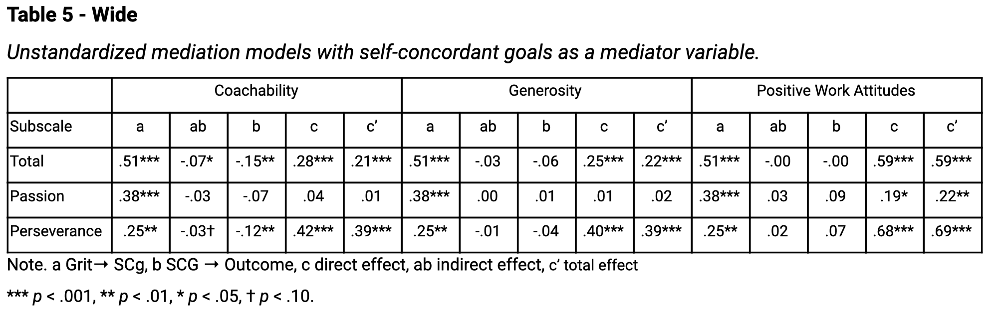 Table 5 - Wide
Unstandardized mediation models with self-concordant goals as a mediator variable.
Coachability Generosity Positive Work Attitudes
Subscale a ab b c c’ a ab b c c’ a ab b c c’
Total .51*** -.07* -.15** .28*** .21*** .51*** -.03 -.06 .25*** .22*** .51*** -.00 -.00 .59*** .59***
Passion .38*** -.03 -.07 .04 .01 .38*** .00 .01 .01 .02 .38*** .03 .09 .19* .22**
Perseverance .25** -.03† -.12** .42*** .39*** .25** -.01 -.04 .40*** .39*** .25** .02 .07 .68*** .69***
Note. a Grit→ SCg, b SCG → Outcome, c direct effect, ab indirect effect, c’ total effect
*** p < .001, ** p < .01, * p < .05, † p < .10.